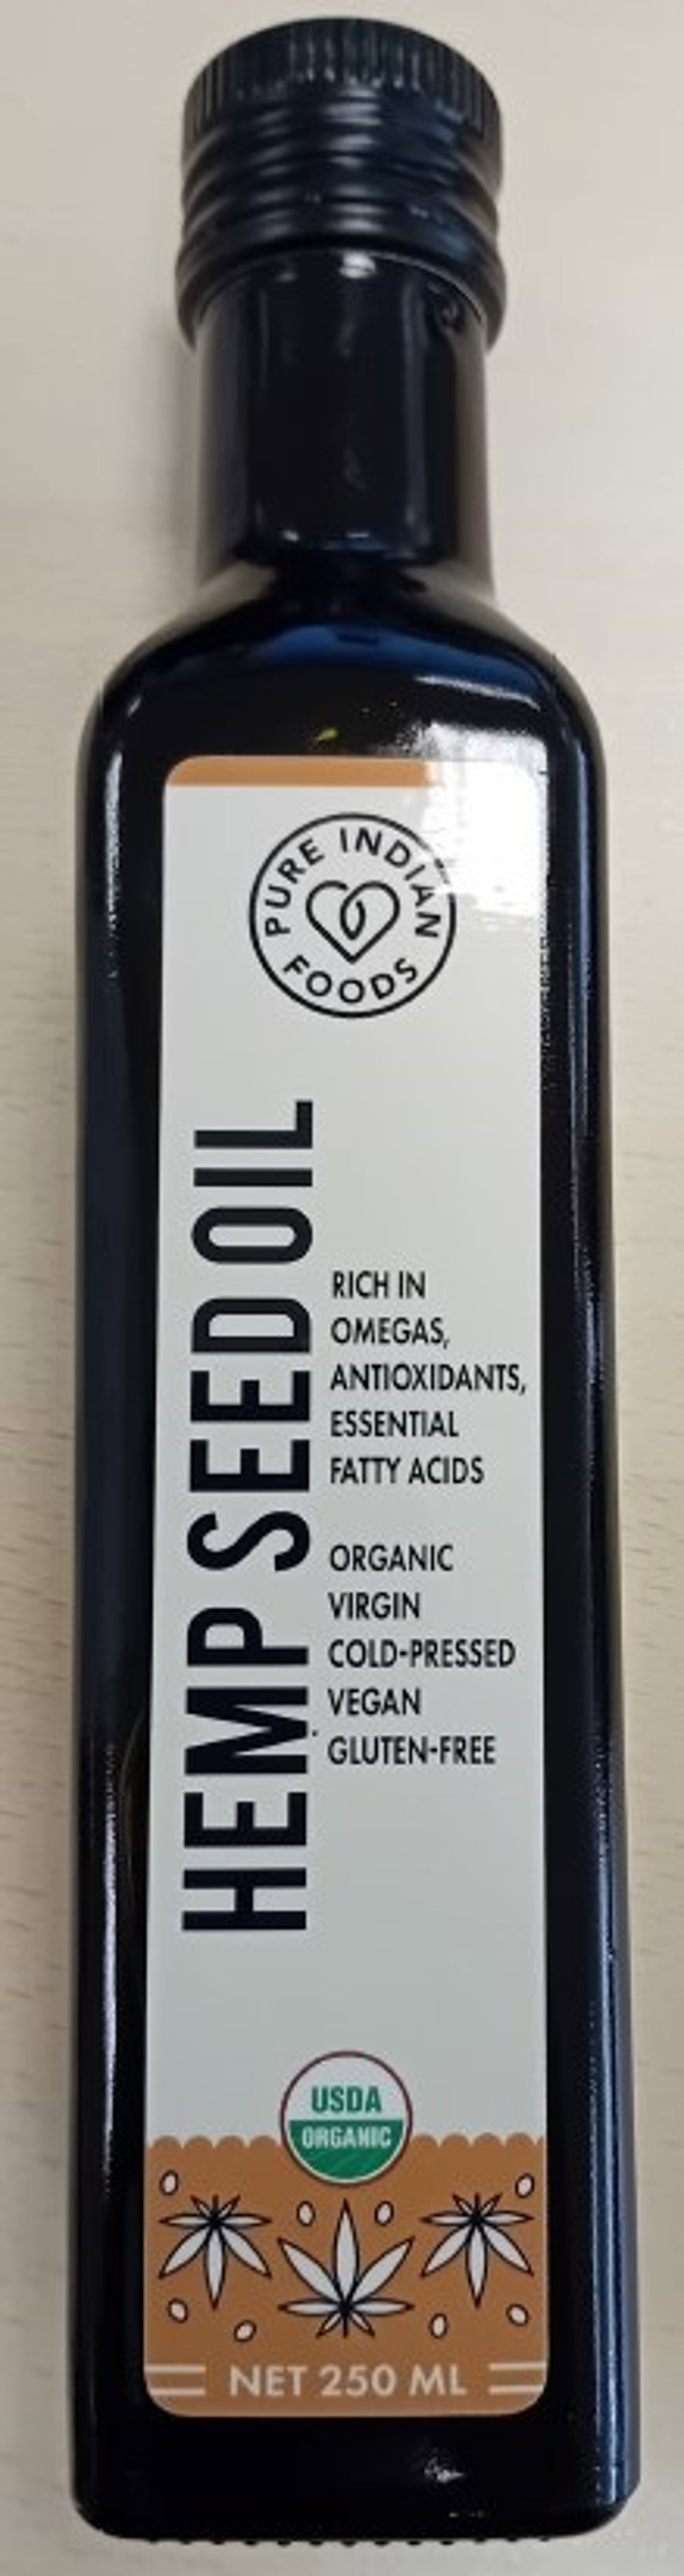 PURE INDIAN
FOODS
HEMP SEED OIL
RICH IN
OMEGAS,
ANTIOXIDANTS,
ESSENTIAL
FATTY ACIDS
ORGANIC
VIRGIN
COLD-PRESSED
VEGAN
GLUTEN-FREE
USDA
ORGANIC
NET 250 ML